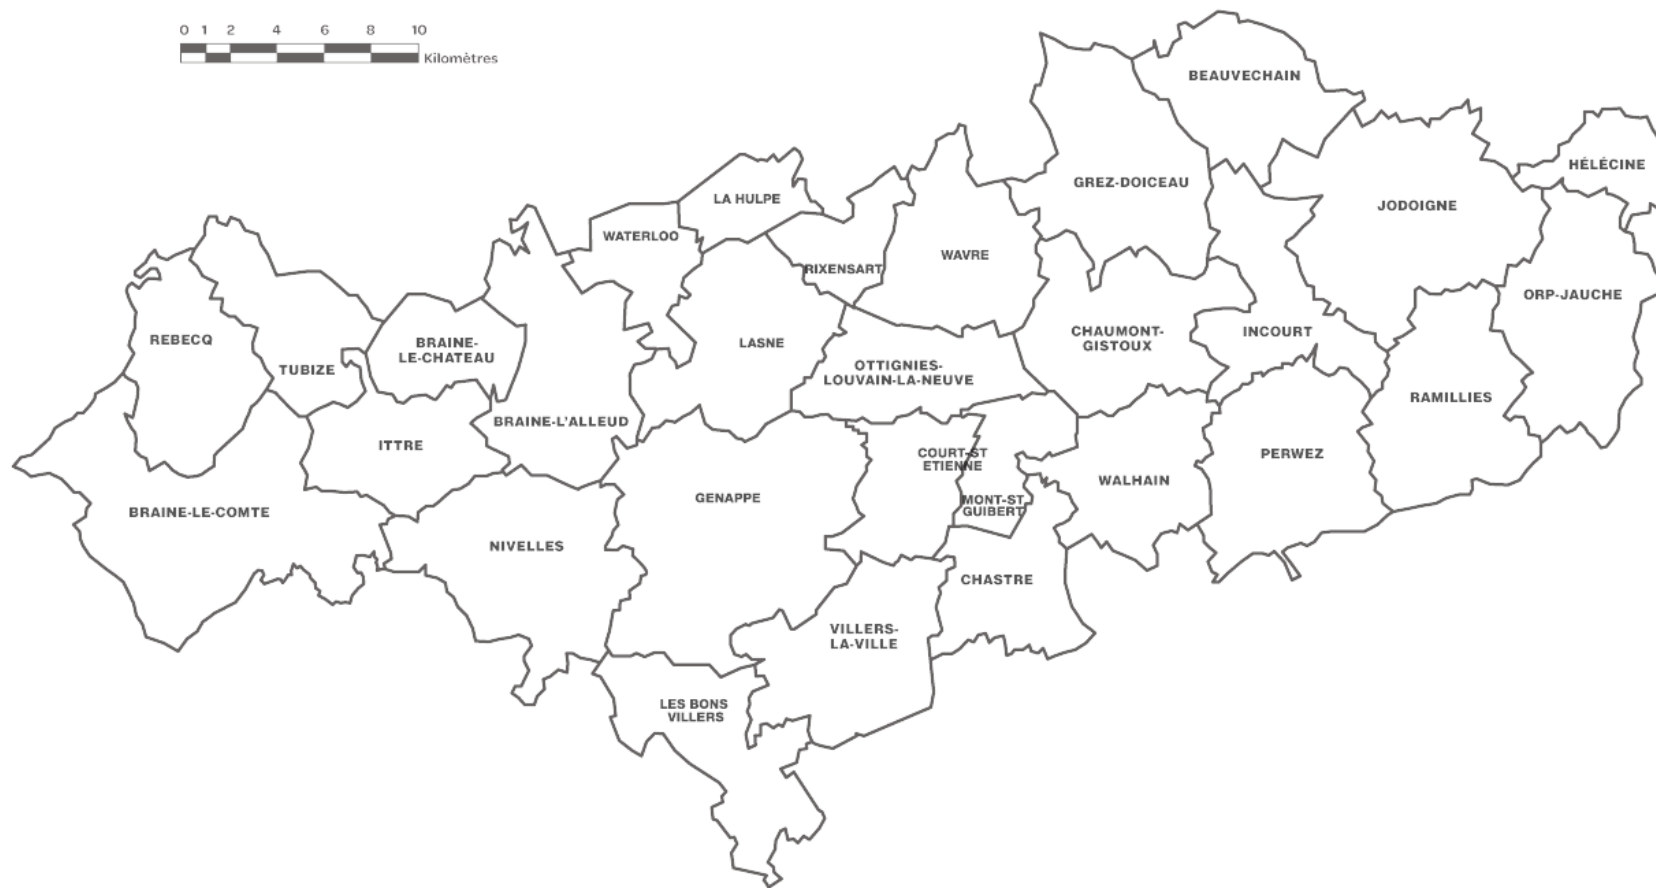 0 1 2 4 6 8 10
Kilomètres
BEAUVECHAIN
HÉLÉCINE
GREZ-DOICEAU
LA HULPE
JODOIGNE
WATERLOO
WAVRE
RIXENSART
ORP-JAUCHE
REBECQ
BRAINE-
LE-CHATEAU
LASNE
CHAUMONT-
GISTOUX
INCOURT
TUBIZE
OTTIGNIES-
LOUVAIN-LA-NEUVE
RAMILLIES
BRAINE-L'ALLEUD
ITTRE
COURT-ST
ETIENNE
PERWEZ
WALHAIN
GENAPPE
MONT-ST
GUIBERT
BRAINE-LE-COMTE
NIVELLES
CHASTRE
VILLERS-
LA-VILLE
LES BONS
VILLERS